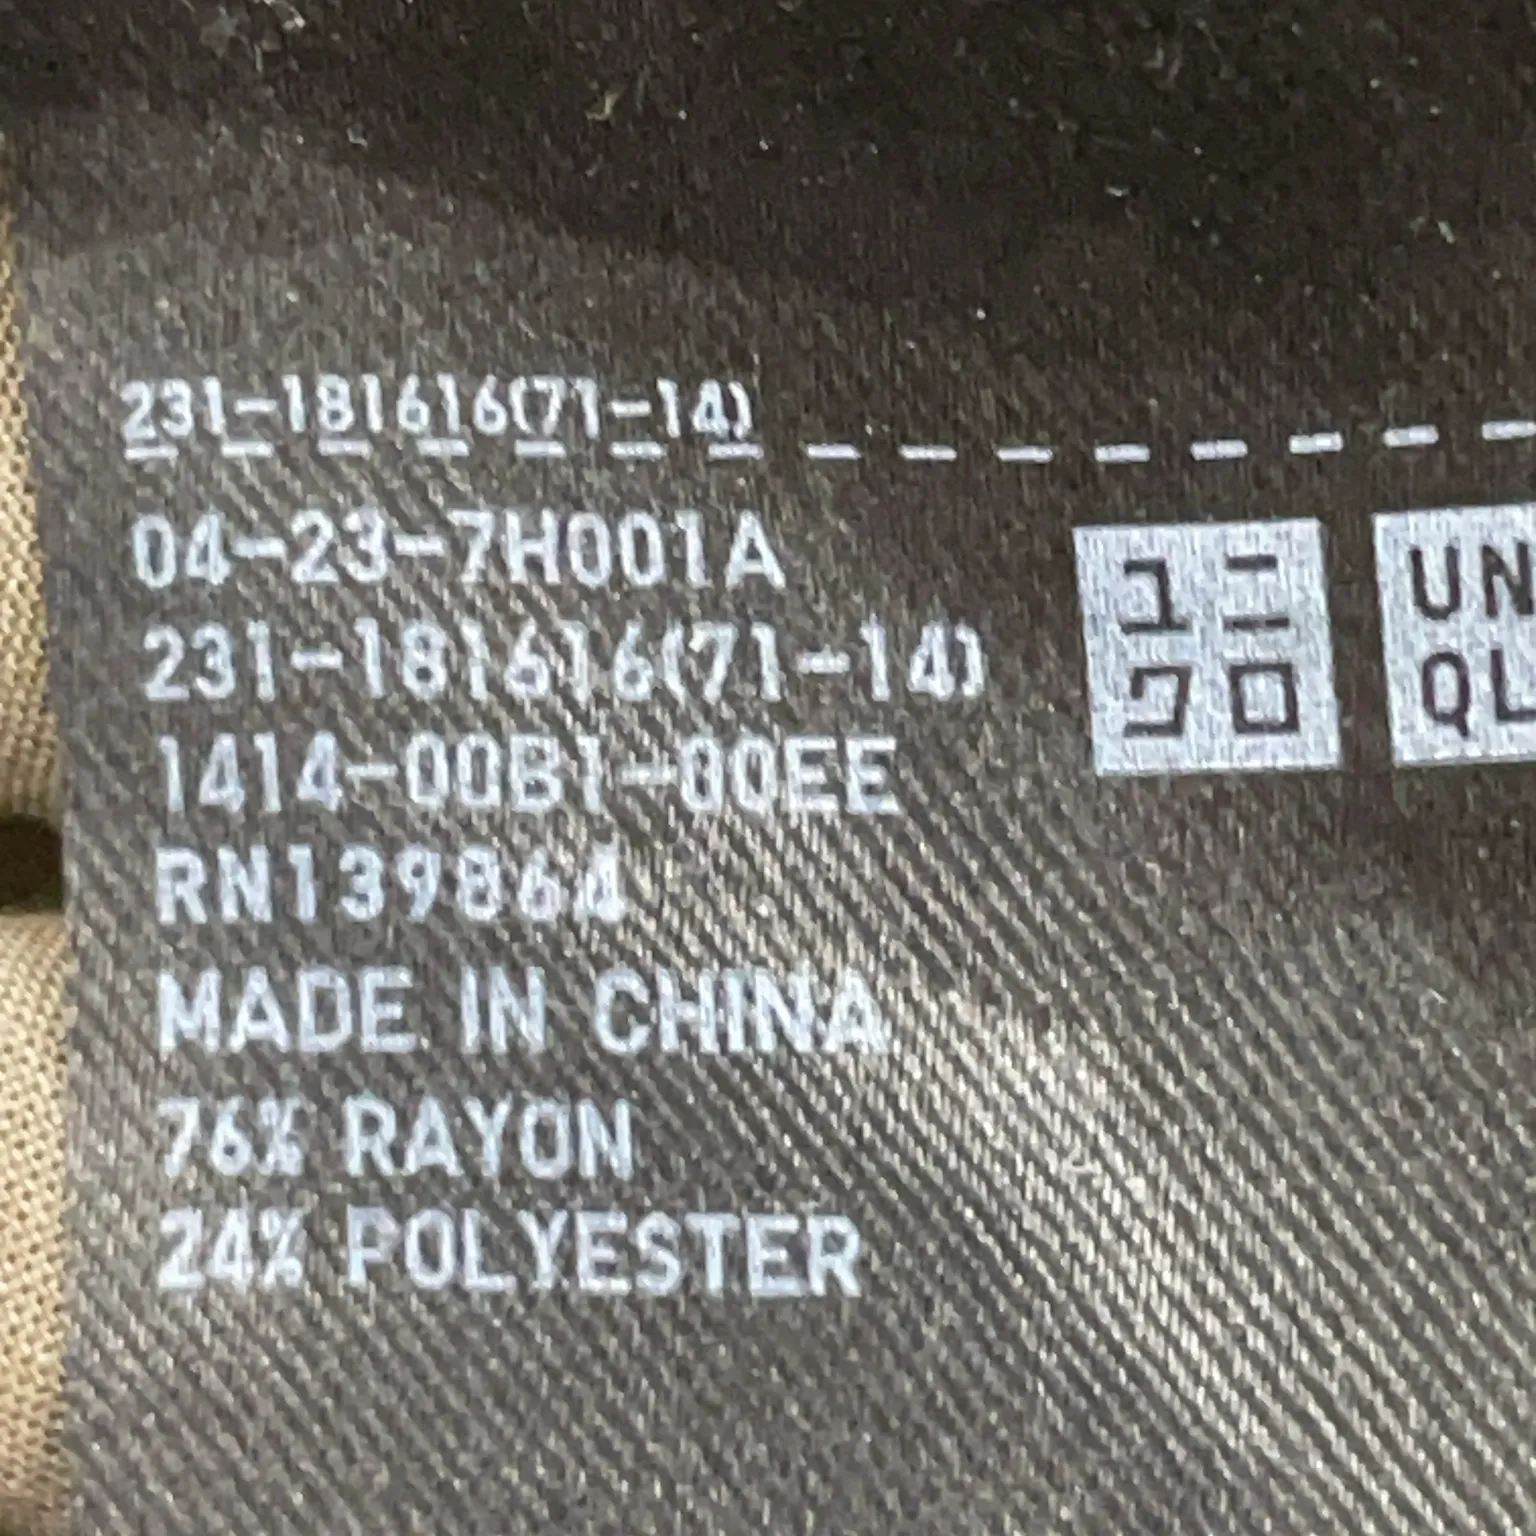 231-181616(71-14)
04-23-7H001A
231-181616(71-14)
1414-00B1-00EE
RN139864
MADE IN CHINA
76% RAYON
24% POLYESTER
ユニ
クロ
UN
QL